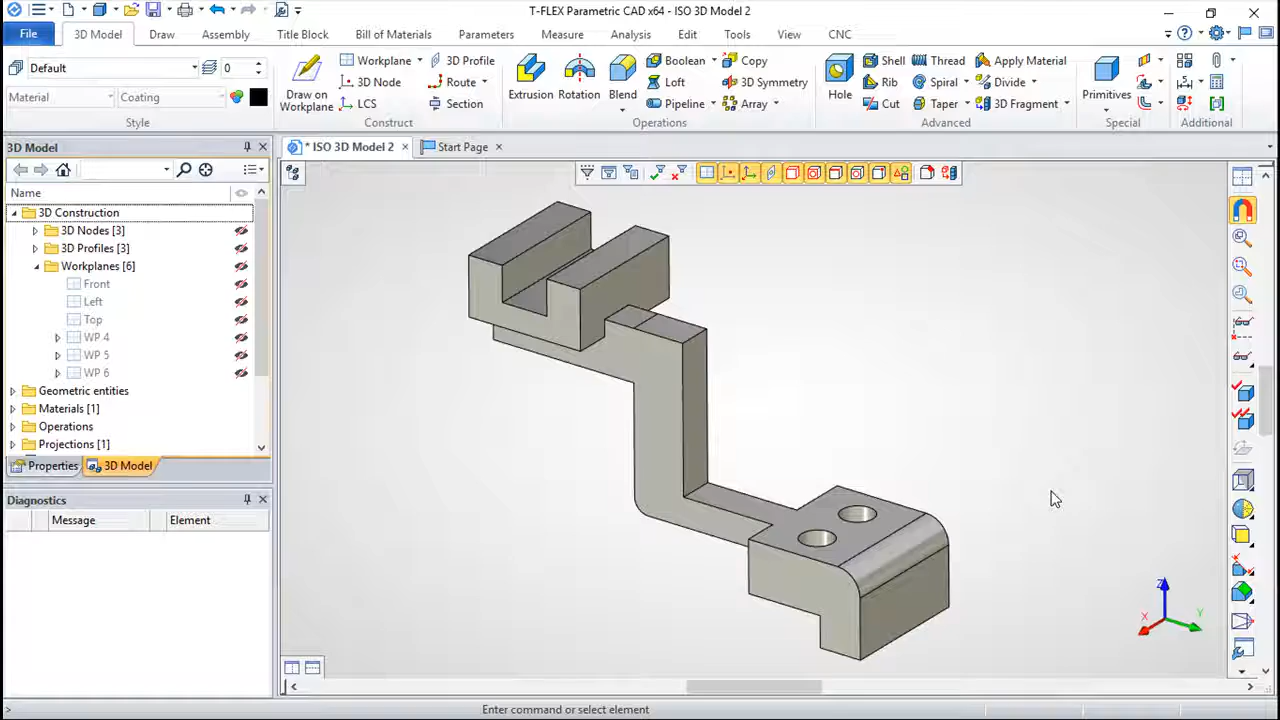 T-FLEX Parametric CAD x64 - ISO 3D Model 2
File 3D Model Draw Assembly Title Block Bill of Materials Parametrics Measure Analysis Edit Tools View CNC
Default 0
Material Coating
Style
Draw on Workplane
Workplane 3D Profile
3D Node Route
LCS Section
Construct
Extrusion Rotation Blend
Boolean Copy
Loft 3D Symmetry
Pipeline Array
Operations
Hole
Shell Thread Apply Material
Rib Spiral Divide
Cut Taper 3D Fragment
Advanced
Primitives
Special
Additional
3D Model
* ISO 3D Model 2 Start Page
Name
3D Construction
3D Nodes [3]
3D Profiles [3]
Workplanes [6]
Front
Left
Top
WP 4
WP 5
WP 6
Geometric entities
Materials [1]
Operations
Projections [1]
Properties 3D Model
Diagnostics
Message Element
Z
X Y
Enter command or select element